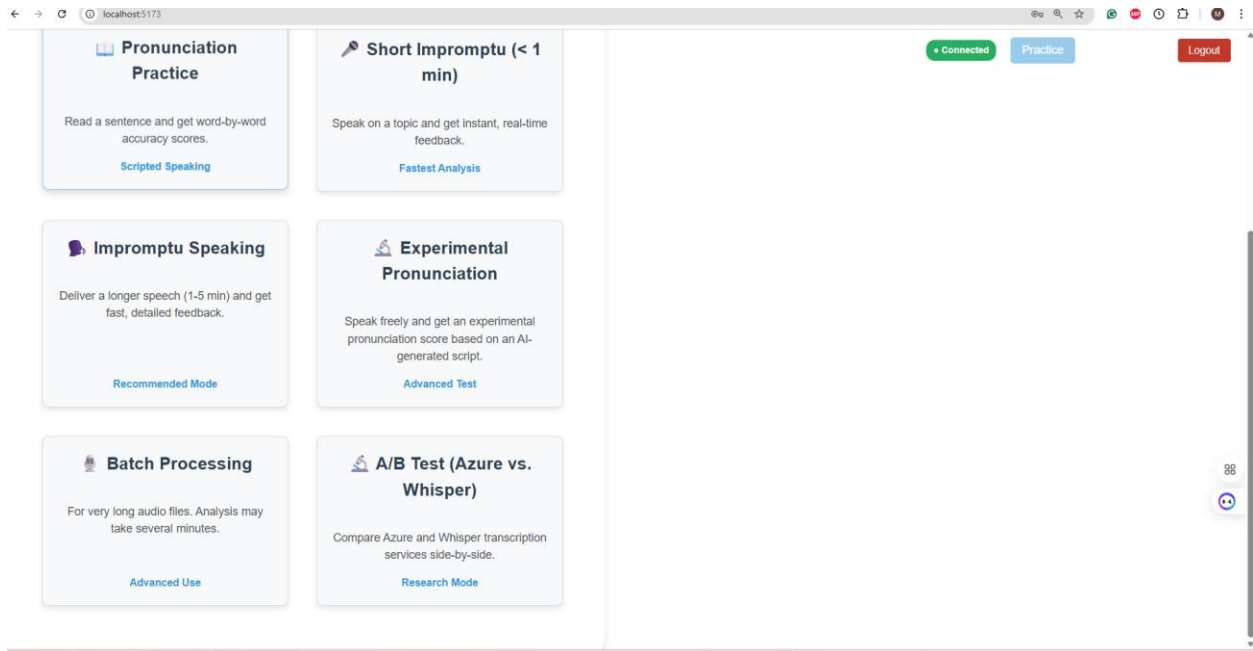 localhost:5173
Pronunciation
Practice
Read a sentence and get word-by-word
accuracy scores.
Scripted Speaking
Short Impromptu (< 1
min)
Speak on a topic and get instant, real-time
feedback.
Fastest Analysis
• Connected
Practice
Logout
Impromptu Speaking
Deliver a longer speech (1-5 min) and get
fast, detailed feedback.
Recommended Mode
Experimental
Pronunciation
Speak freely and get an experimental
pronunciation score based on an AI-
generated script.
Advanced Test
Batch Processing
For very long audio files. Analysis may
take several minutes.
Advanced Use
A/B Test (Azure vs.
Whisper)
Compare Azure and Whisper transcription
services side-by-side.
Research Mode